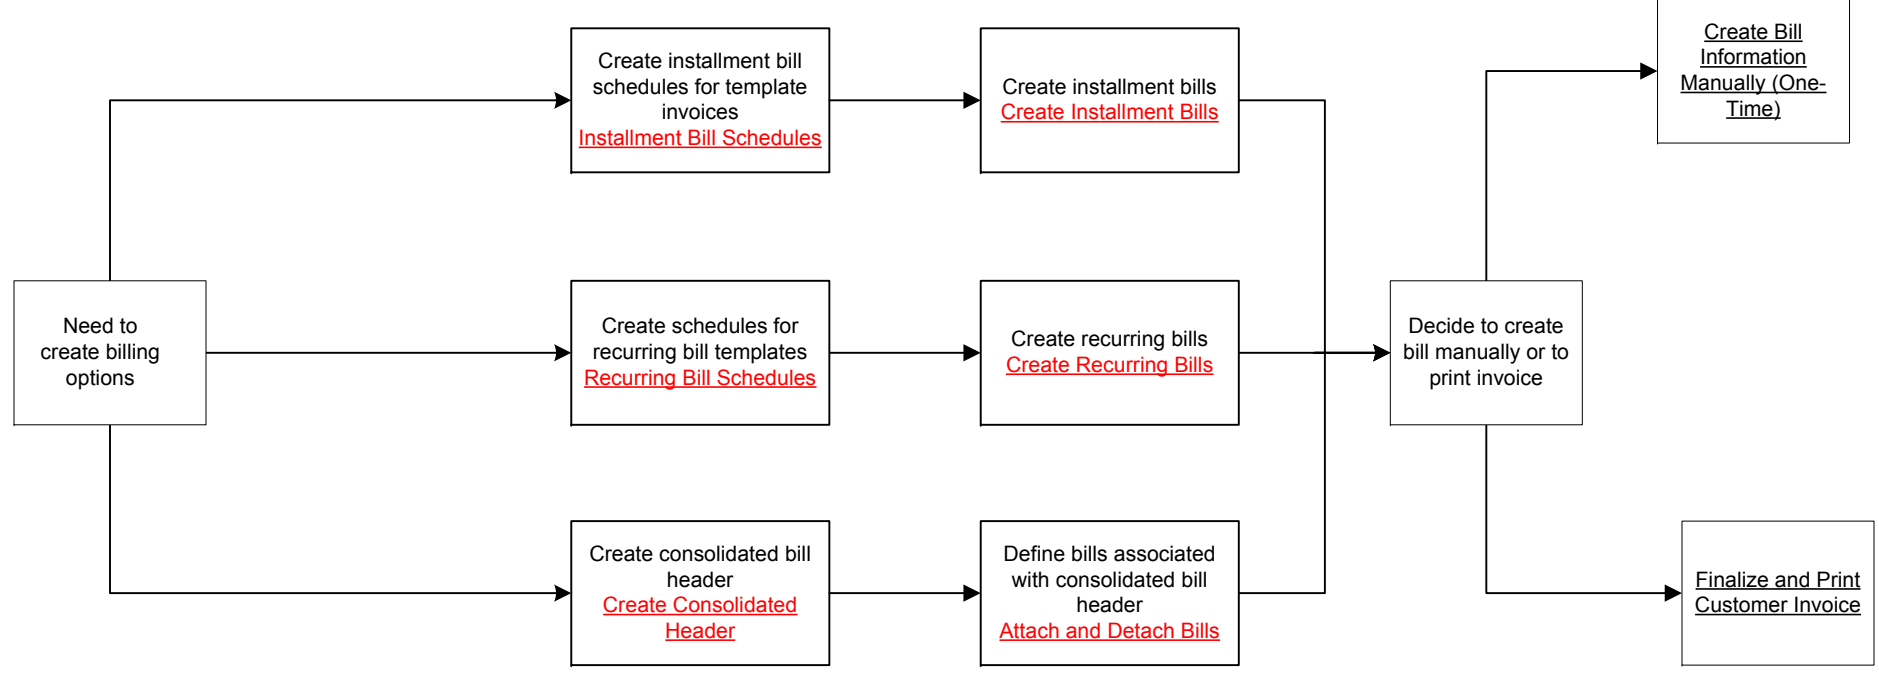 Need to
create billing
options
Create installment bill
schedules for template
invoices
Installment Bill Schedules
Create installment bills
Create Installment Bills
Create schedules for
recurring bill templates
Recurring Bill Schedules
Create recurring bills
Create Recurring Bills
Create consolidated bill
header
Create Consolidated
Header
Define bills associated
with consolidated bill
header
Attach and Detach Bills
Decide to create
bill manually or to
print invoice
Create Bill
Information
Manually (One-
Time)
Finalize and Print
Customer Invoice